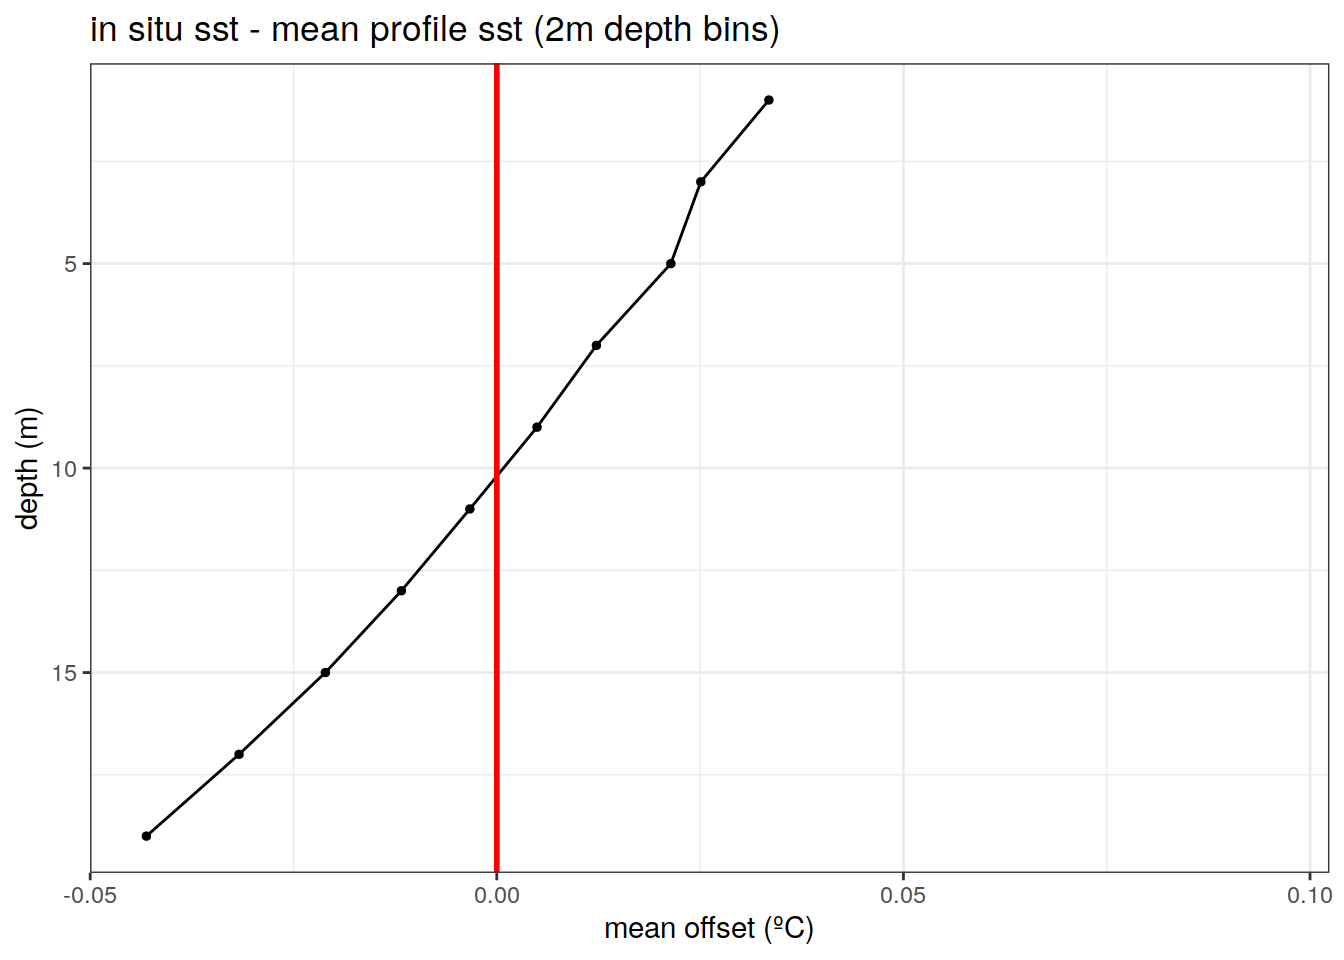 in situ sst - mean profile sst (2m depth bins)
depth (m)
5
10
15
-0.05 0.00 0.05 0.10
mean offset (ºC)